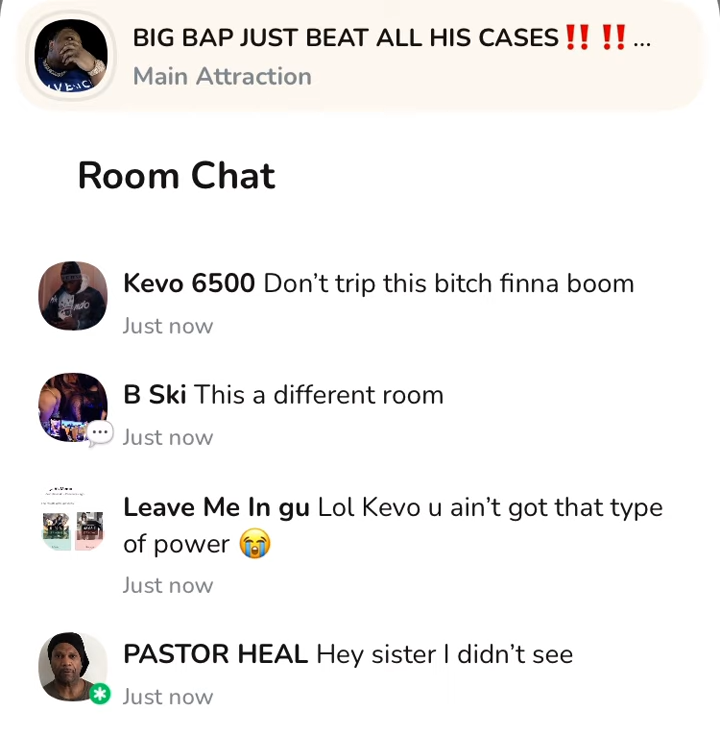 BIG BAP JUST BEAT ALL HIS CASES‼️ ‼️...
Main Attraction
Room Chat
Kevo 6500 Don’t trip this bitch finna boom
Just now
B Ski This a different room
Just now
Leave Me In gu Lol Kevo u ain’t got that type
of power 😭
Just now
PASTOR HEAL Hey sister I didn’t see
Just now